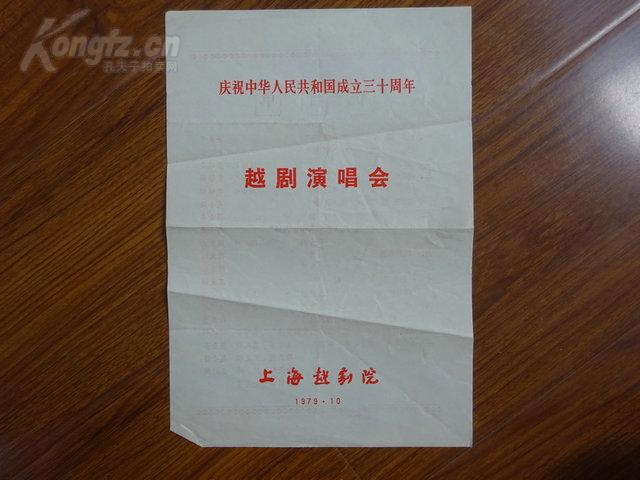 Kongfz.cn
孔夫子拍卖网
庆祝中华人民共和国成立三十周年
越剧演唱会
上海越剧院
1979·10